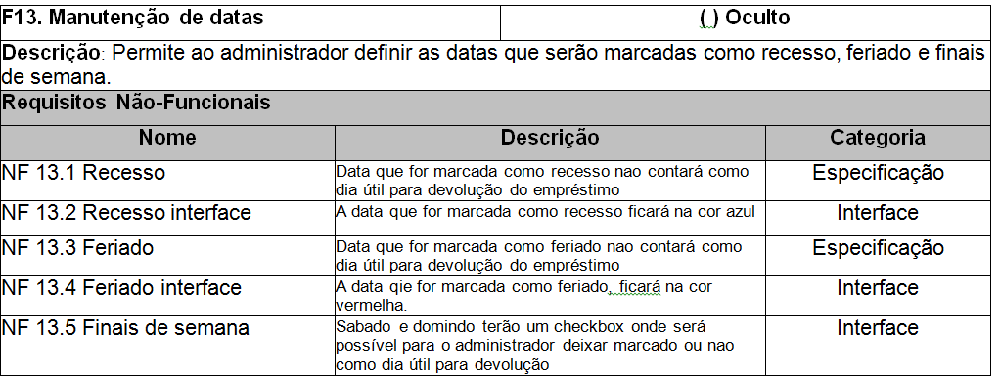 F13. Manutenção de datas
( ) Oculto
Descrição: Permite ao administrador definir as datas que serão marcadas como recesso, feriado e finais
de semana.
Requisitos Não-Funcionais
Nome
Descrição
Categoria
NF 13.1 Recesso
Data que for marcada como recesso nao contará como
dia útil para devolução do empréstimo
Especificação
NF 13.2 Recesso interface
A data que for marcada como recesso ficará na cor azul
Interface
NF 13.3 Feriado
Data que for marcada como feriado nao contará como
dia útil para devolução do empréstimo
Especificação
NF 13.4 Feriado interface
A data qie for marcada como feriado, ficará na cor
vermelha.
Interface
NF 13.5 Finais de semana
Sabado e domindo terão um checkbox onde será
possível para o administrador deixar marcado ou nao
como dia útil para devolução
Interface